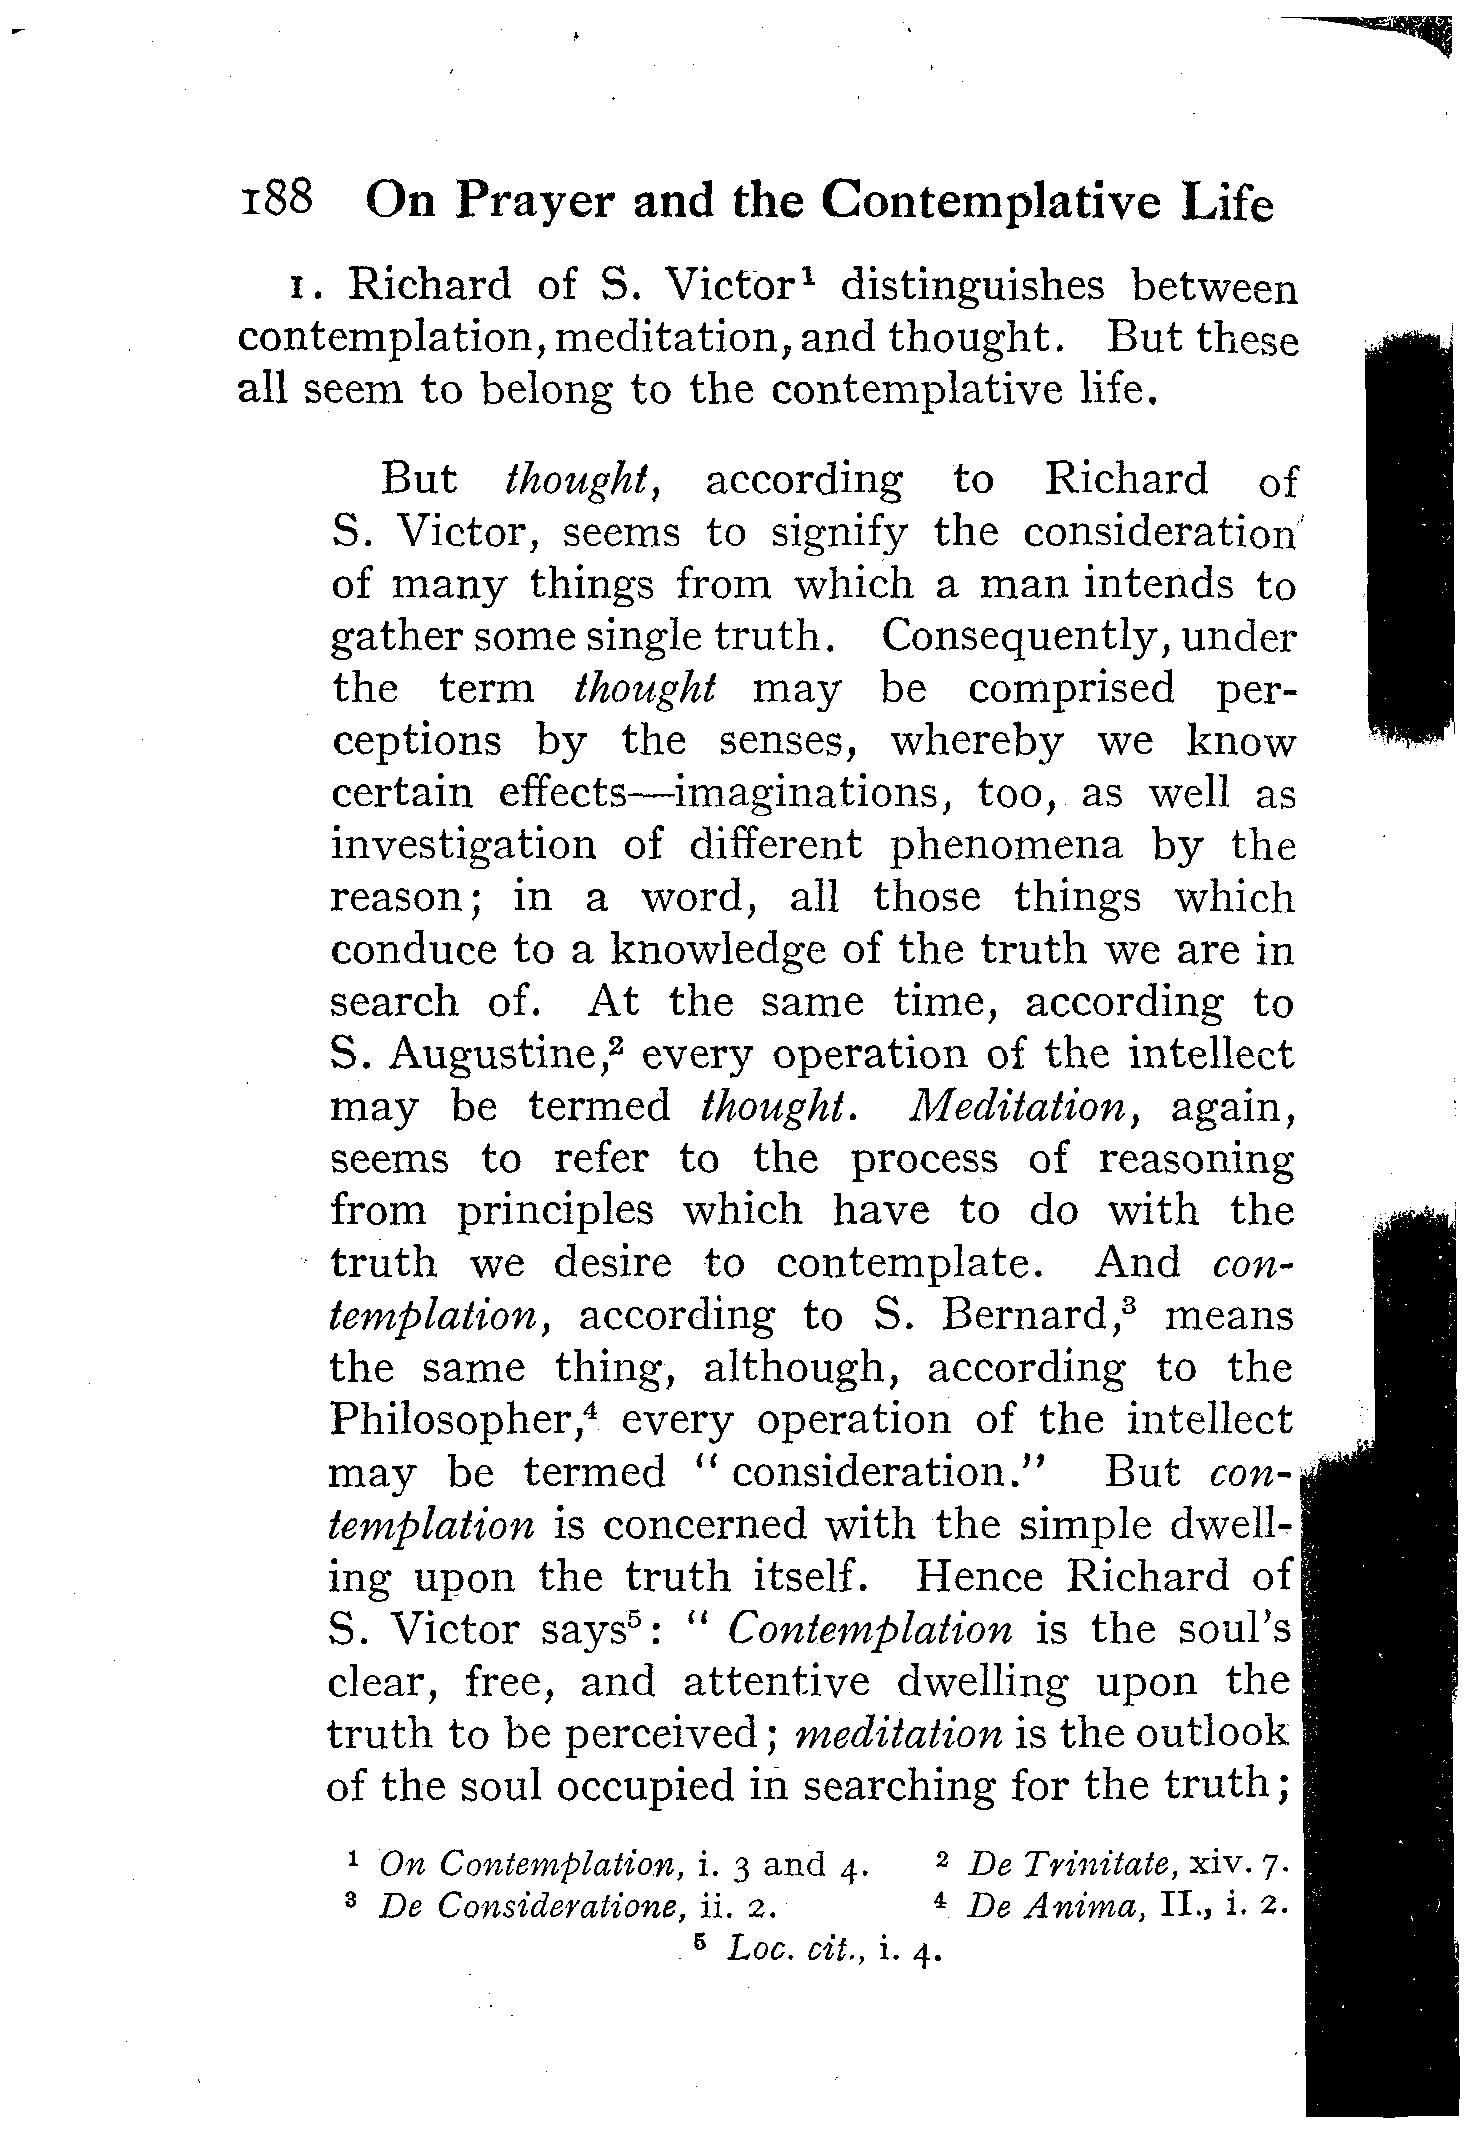 188 On Prayer and the Contemplative Life
1. Richard of S. Victor¹ distinguishes between
contemplation, meditation, and thought. But these
all seem to belong to the contemplative life.
But thought, according to Richard of
S. Victor, seems to signify the consideration
of many things from which a man intends to
gather some single truth. Consequently, under
the term thought may be comprised per-
ceptions by the senses, whereby we know
certain effects—imaginations, too, as well as
investigation of different phenomena by the
reason; in a word, all those things which
conduce to a knowledge of the truth we are in
search of. At the same time, according to
S. Augustine,² every operation of the intellect
may be termed thought. Meditation, again,
seems to refer to the process of reasoning
from principles which have to do with the
truth we desire to contemplate. And con-
templation, according to S. Bernard,³ means
the same thing, although, according to the
Philosopher,⁴ every operation of the intellect
may be termed “consideration.” But con-
templation is concerned with the simple dwell-
ing upon the truth itself. Hence Richard of
S. Victor says⁵: “Contemplation is the soul's
clear, free, and attentive dwelling upon the
truth to be perceived; meditation is the outlook
of the soul occupied in searching for the truth;
¹ On Contemplation, i. 3 and 4. ² De Trinitate, xiv. 7.
³ De Consideratione, ii. 2. ⁴ De Anima, II., i. 2.
⁵ Loc. cit., i. 4.